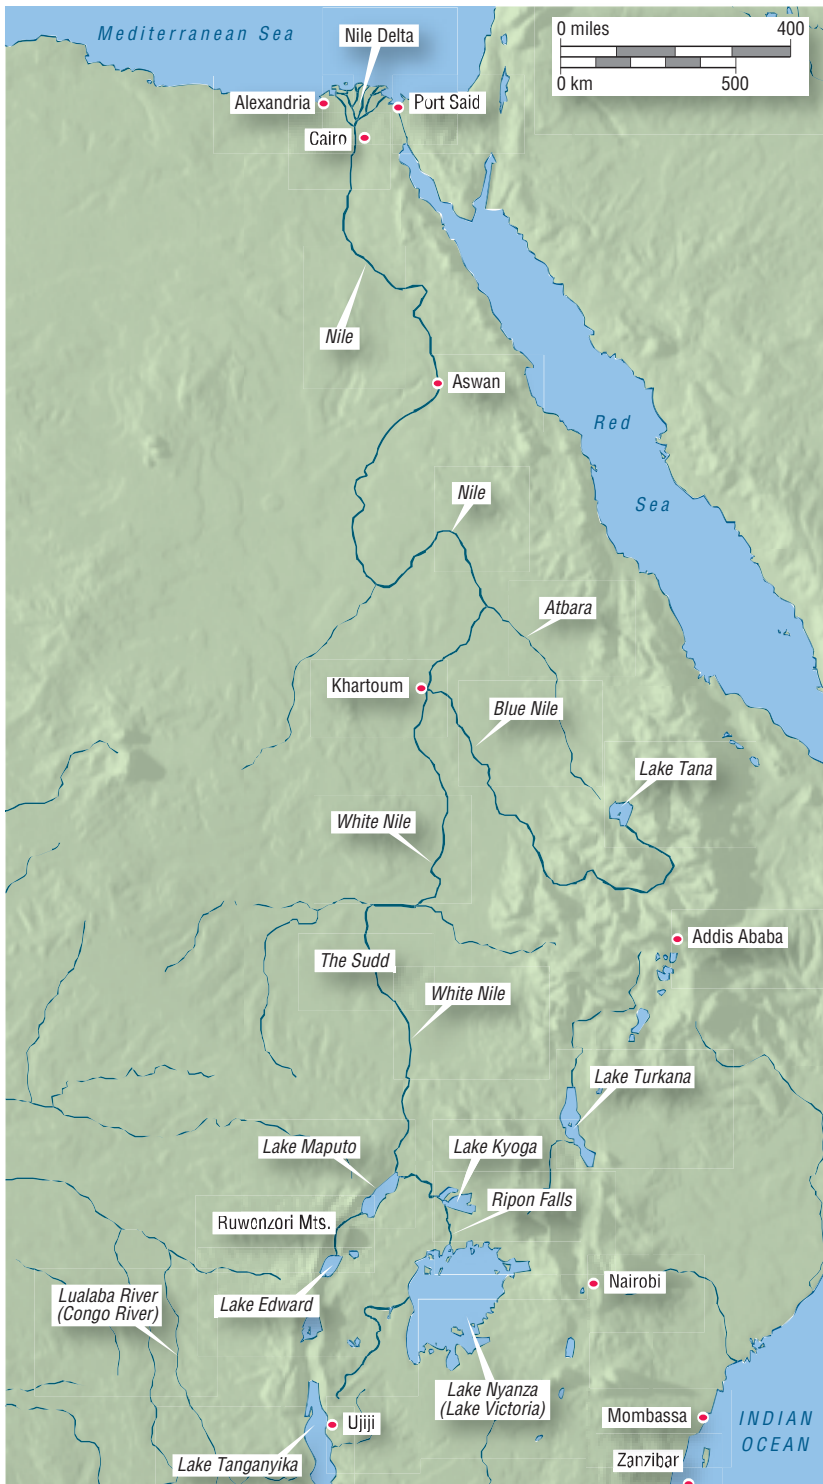 Mediterranean Sea
Nile Delta
0 miles 400
0 km 500
Alexandria
Port Said
Cairo
Nile
Aswan
Red
Sea
Nile
Atbara
Khartoum
Blue Nile
Lake Tana
White Nile
Addis Ababa
The Sudd
White Nile
Lake Turkana
Lake Maputo
Lake Kyoga
Ripon Falls
Ruwenzori Mts.
Nairobi
Lualaba River
(Congo River)
Lake Edward
Lake Nyanza
(Lake Victoria)
Ujiji
Mombassa
INDIAN
OCEAN
Lake Tanganyika
Zanzibar